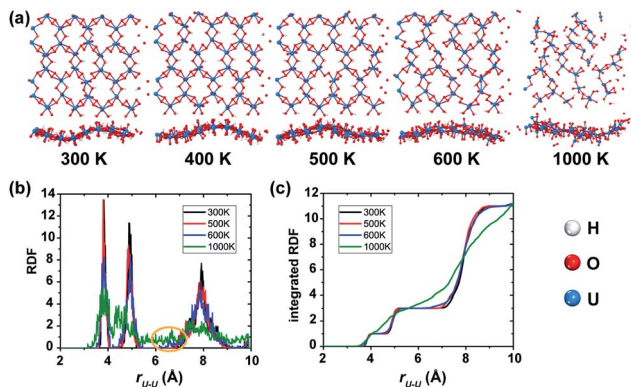 (a)
300 K 400 K 500 K 600 K 1000 K
(b)
RDF
14
12
10
8
6
4
2
0
2 4 6 8 10
r U-U (Å)
300K
500K
600K
1000K
(c)
integrated RDF
12
10
8
6
4
2
0
2 4 6 8 10
r U-U (Å)
300K
500K
600K
1000K
H
O
U